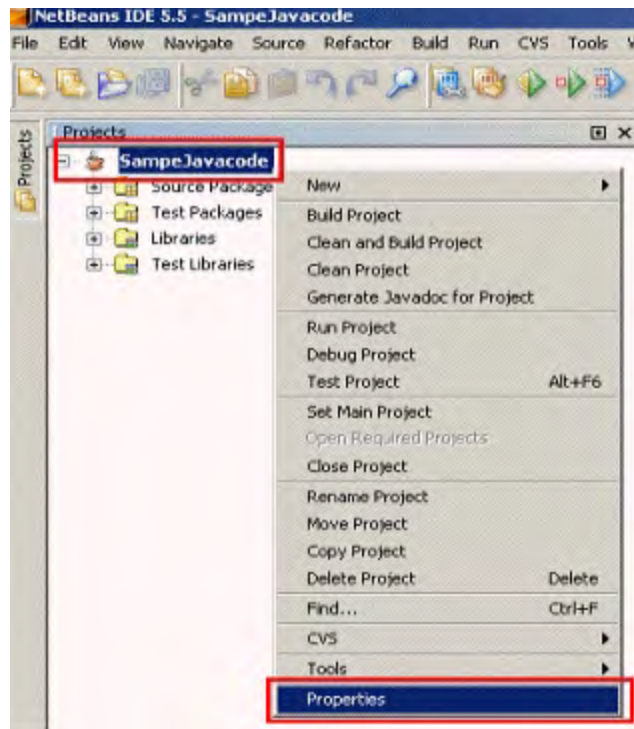 NetBeans IDE 5.5 - SampeJavacode
File Edit View Navigate Source Refactor Build Run CVS Tools
Projects
Projects
SampeJavacode
Source Package
Test Packages
Libraries
Test Libraries
New
Build Project
Clean and Build Project
Clean Project
Generate Javadoc for Project
Run Project
Debug Project
Test Project Alt+F6
Set Main Project
Open Required Projects
Close Project
Rename Project
Move Project
Copy Project
Delete Project Delete
Find... Ctrl+F
CVS
Tools
Properties